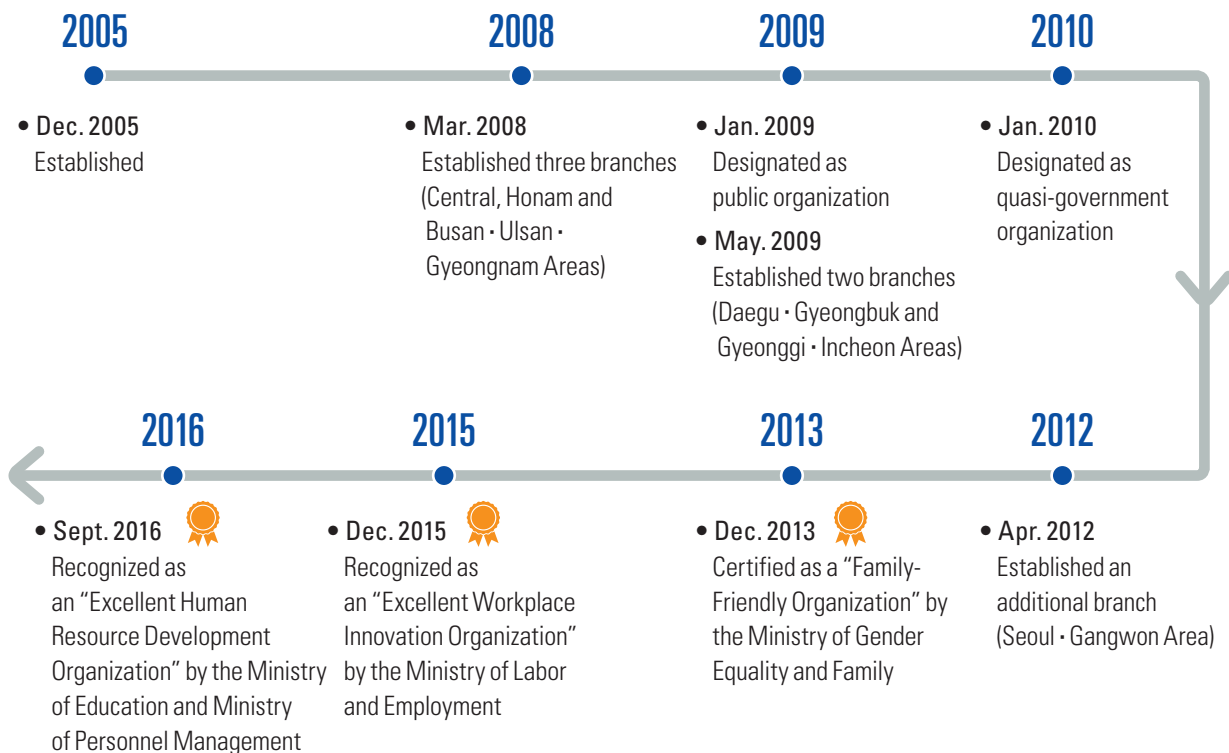 2005
2008
2009
2010
• Dec. 2005
Established
• Mar. 2008
Established three branches
(Central, Honam and
Busan · Ulsan ·
Gyeongnam Areas)
• Jan. 2009
Designated as
public organization
• May. 2009
Established two branches
(Daegu · Gyeongbuk and
Gyeonggi · Incheon Areas)
• Jan. 2010
Designated as
quasi-government
organization
2016
2015
2013
2012
• Sept. 2016
Recognized as
an “Excellent Human
Resource Development
Organization” by the Ministry
of Education and Ministry
of Personnel Management
• Dec. 2015
Recognized as
an “Excellent Workplace
Innovation Organization”
by the Ministry of Labor
and Employment
• Dec. 2013
Certified as a “Family-
Friendly Organization” by
the Ministry of Gender
Equality and Family
• Apr. 2012
Established an
additional branch
(Seoul · Gangwon Area)